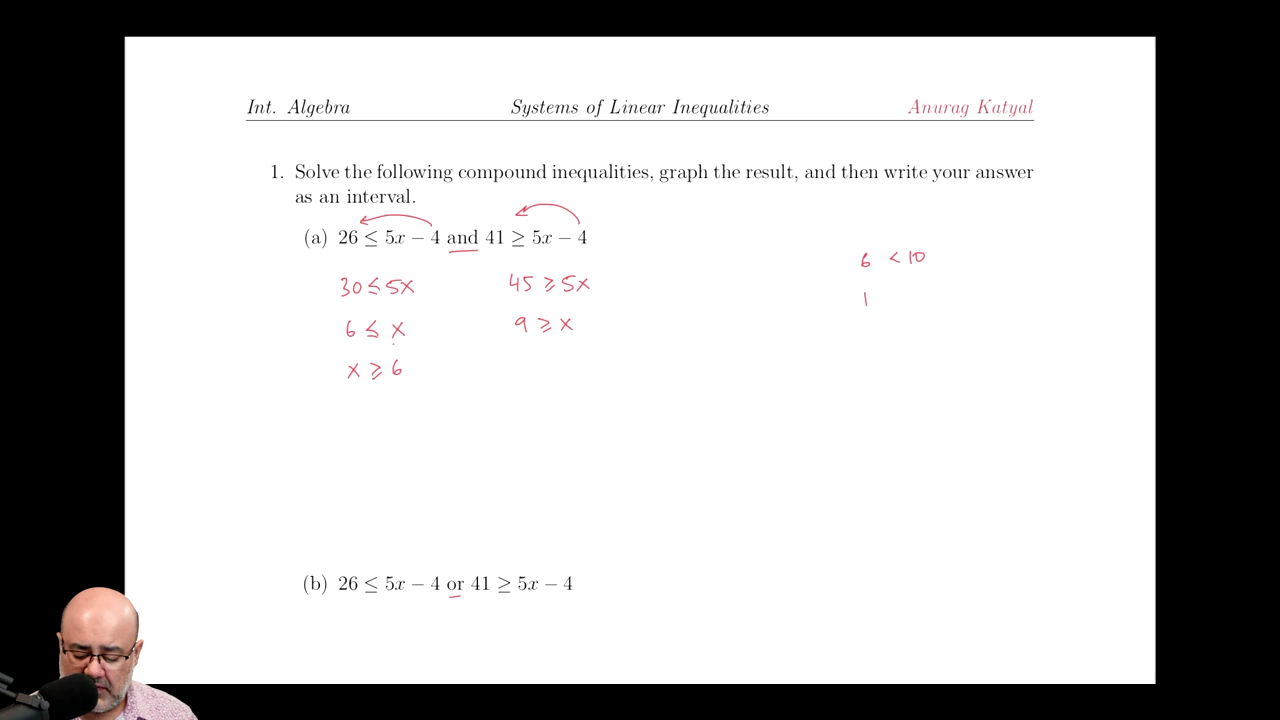 Int. Algebra Systems of Linear Inequalities Anurag Katyal
1. Solve the following compound inequalities, graph the result, and then write your answer
as an interval.
(a) 26 ≤ 5x − 4 and 41 ≥ 5x − 4
6 < 10
30 ≤ 5x 45 ≥ 5x
1
6 ≤ x 9 ≥ x
x ≥ 6
(b) 26 ≤ 5x − 4 or 41 ≥ 5x − 4